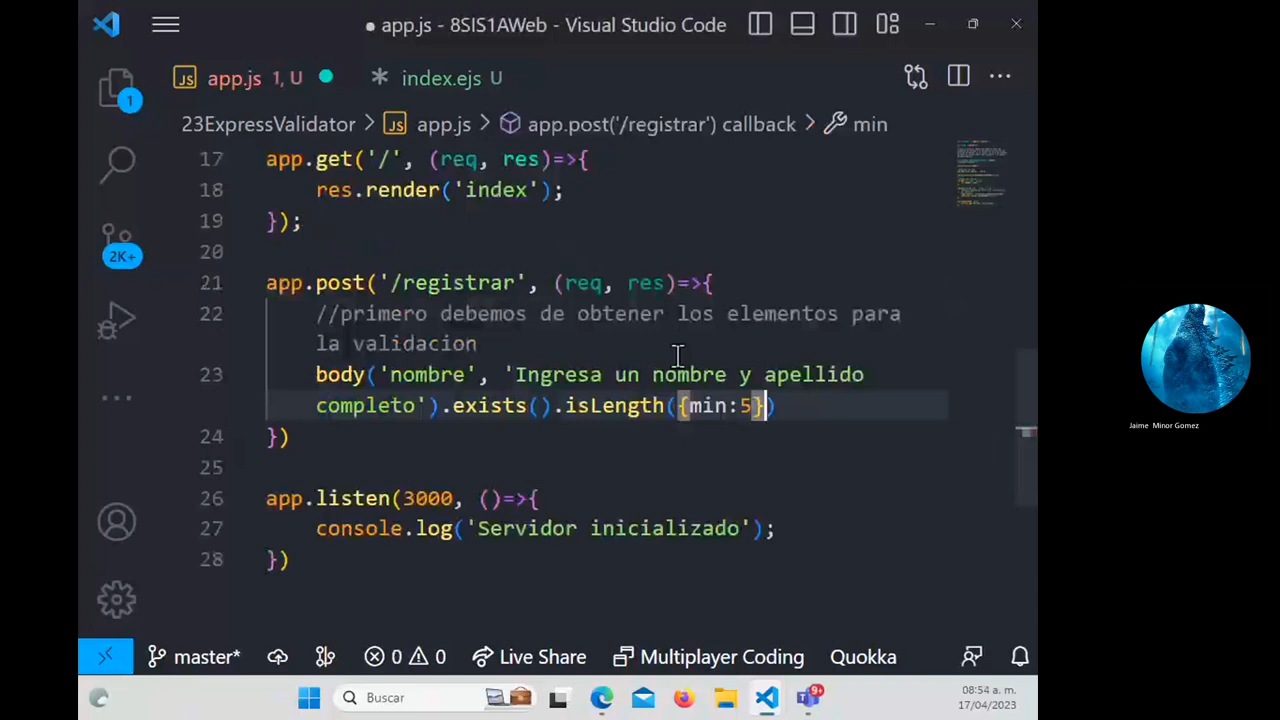 app.js - 8SIS1AWeb - Visual Studio Code
JS app.js 1, U
index.ejs U
1
23ExpressValidator > JS app.js > app.post('/registrar') callback > min
17 app.get('/', (req, res)=>{
18 res.render('index');
19 });
20
21 app.post('/registrar', (req, res)=>{
22 //primero debemos de obtener los elementos para
la validacion
23 body('nombre', 'Ingresa un nombre y apellido
completo').exists().isLength({min:5})
24 })
25
26 app.listen(3000, ()=>{
27 console.log('Servidor inicializado');
28 })
2K+
Jaime Minor Gomez
master* 0 0 Live Share Multiplayer Coding Quokka
Buscar
9+
08:54 a. m.
17/04/2023